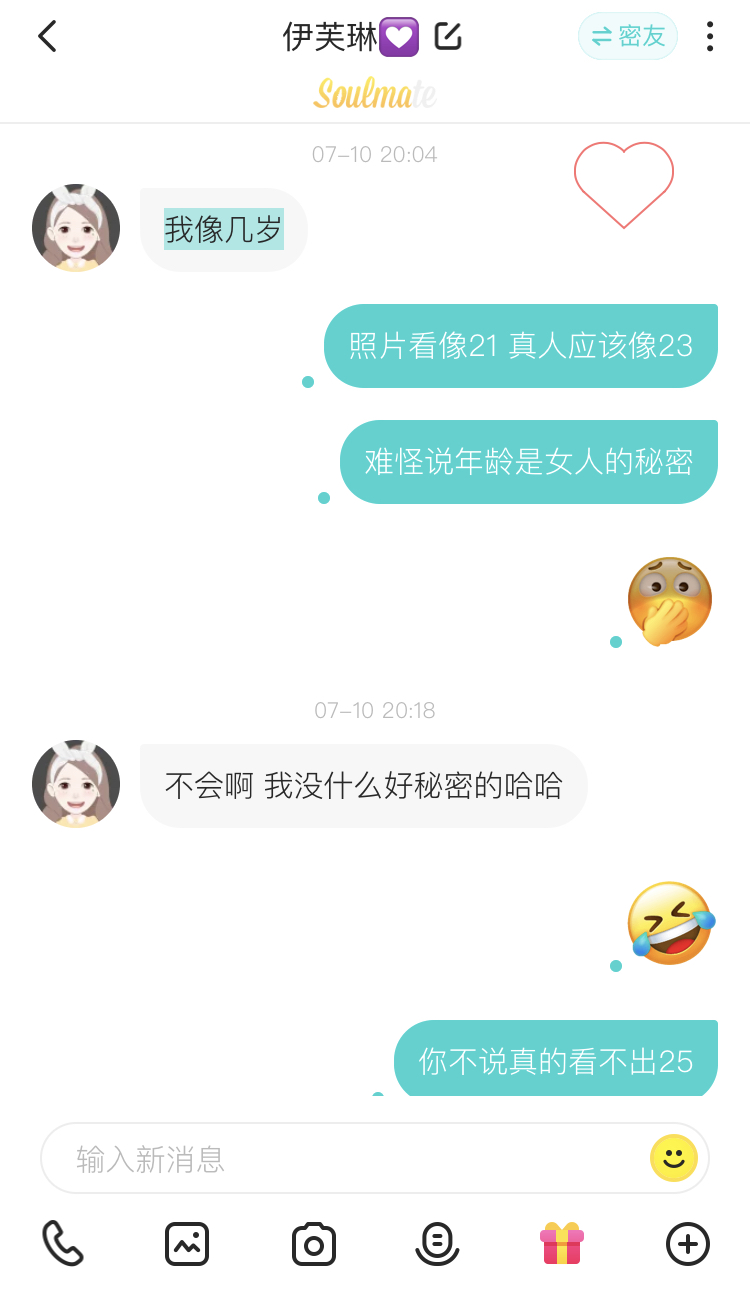 伊芙琳💜
密友
Soulmate
07-10 20:04
我像几岁
照片看像21 真人应该像23
难怪说年龄是女人的秘密
07-10 20:18
不会啊 我没什么好秘密的哈哈
你不说真的看不出25
输入新消息